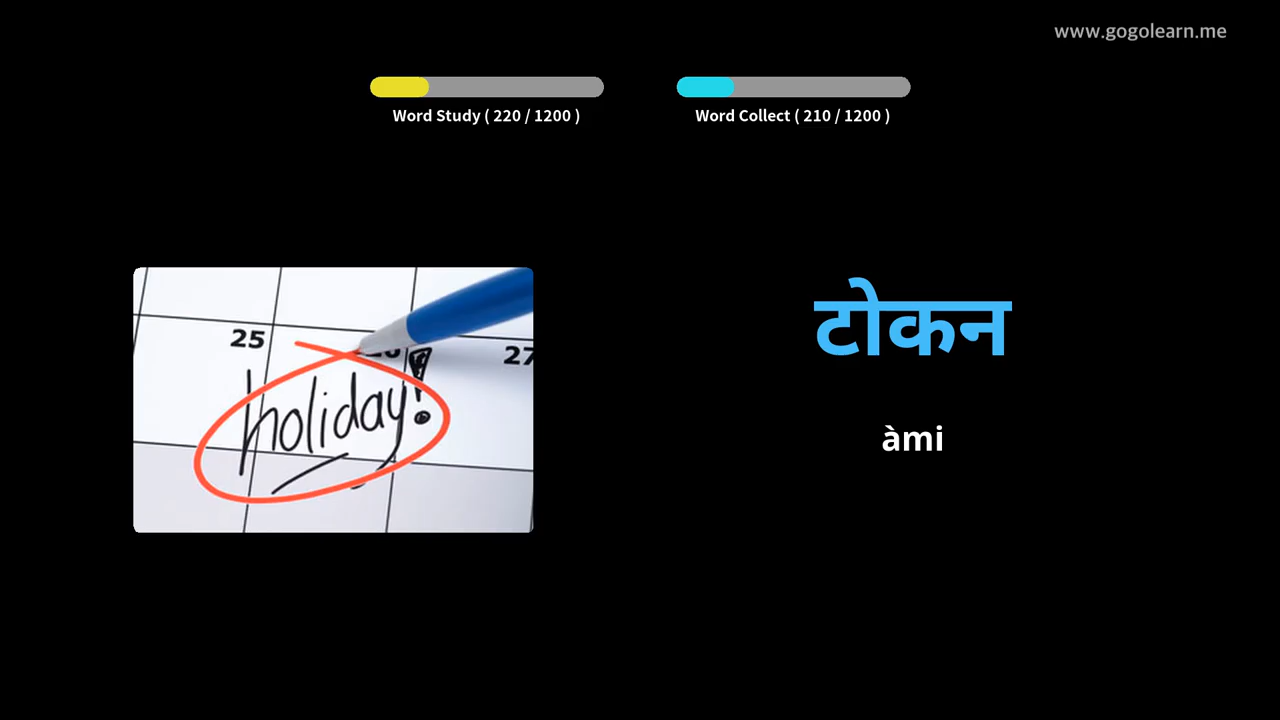 www.gogolearn.me
Word Study ( 220 / 1200 )
Word Collect ( 210 / 1200 )
25
27
holiday!
टोकन
àmi